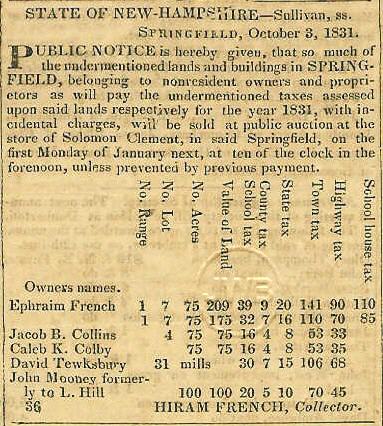 STATE OF NEW-HAMPSHIRE—Sullivan, ss.
SPRINGFIELD, October 3, 1831.
PUBLIC NOTICE is hereby given, that so much of
the undermentioned lands and buildings in SPRING-
FIELD, belonging to nonresident owners and propri-
etors as will pay the undermentioned taxes assessed
upon said lands respectively for the year 1831, with in-
cidental charges, will be sold at public auction at the
store of Solomon Clement, in said Springfield, on
the first Monday of January next, at ten of the clock in the
forenoon, unless prevented by previous payment.
No. Range
No. Lot
No. Acres
Value of Land
School tax
County tax
State tax
Town tax
Highway tax
School house tax
Owners names.
Ephraim French 1 7 75 209 39 9 20 141 90 110
1 7 75 175 32 7 16 110 70 85
Jacob B. Collins 4 75 75 16 4 8 53 33
Caleb K. Colby 75 75 16 4 8 53 35
David Tewksbury 31 mills 30 7 15 106 68
John Mooney former-
ly to L. Hill 100 100 20 5 10 70 45
36 HIRAM FRENCH, Collector.